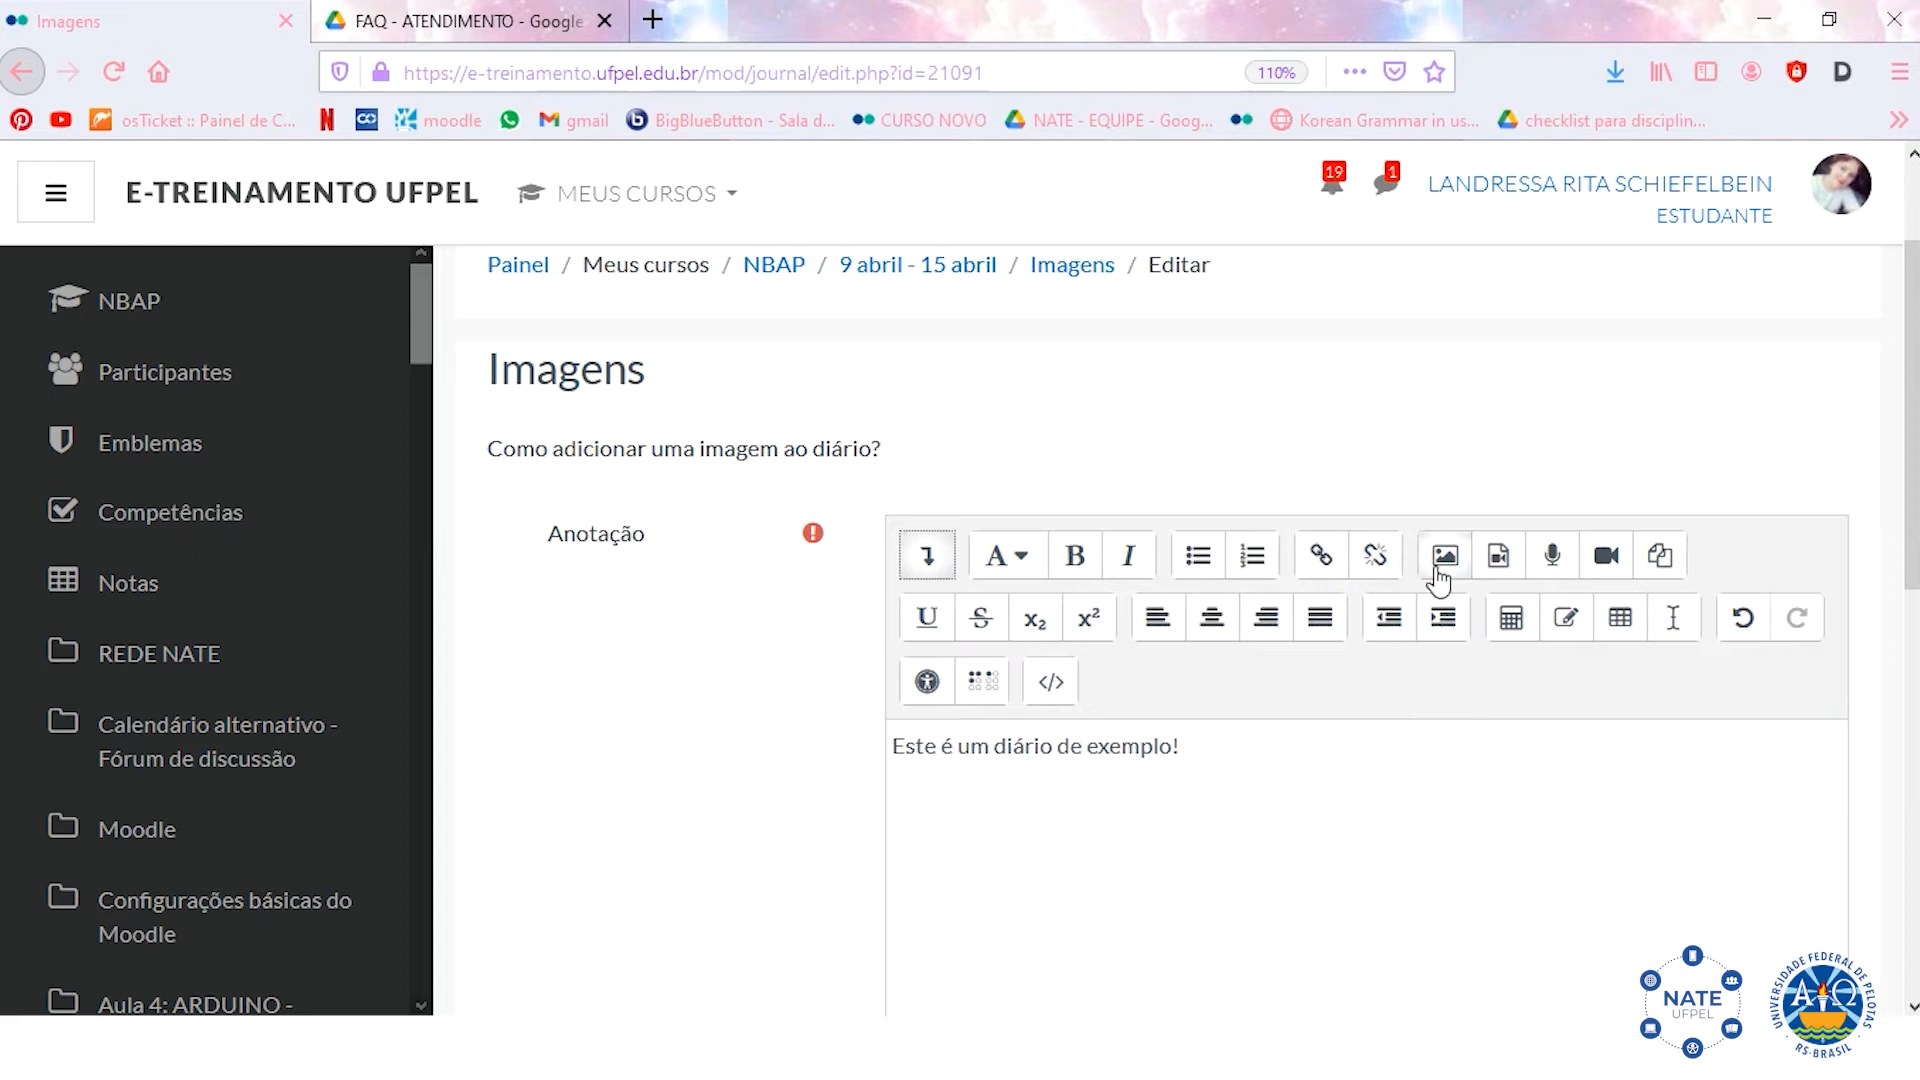 Imagens
FAQ - ATENDIMENTO - Google
https://e-treinamento.ufpel.edu.br/mod/journal/edit.php?id=21091
110%
osTicket :: Painel de C...
moodle
gmail
BigBlueButton - Sala d...
CURSO NOVO
NATE - EQUIPE - Goog...
Korean Grammar in us...
checklist para disciplin...
E-TREINAMENTO UFPEL
MEUS CURSOS
19
1
LANDRESSA RITA SCHIEFELBEIN
ESTUDANTE
Painel / Meus cursos / NBAP / 9 abril - 15 abril / Imagens / Editar
NBAP
Participantes
Emblemas
Competências
Notas
REDE NATE
Calendário alternativo -
Fórum de discussão
Moodle
Configurações básicas do
Moodle
Aula 4: ARDUINO -
Imagens
Como adicionar uma imagem ao diário?
Anotação
Este é um diário de exemplo!
NATE
UFPEL
UNIVERSIDADE FEDERAL DE PELOTAS
RS-BRASIL